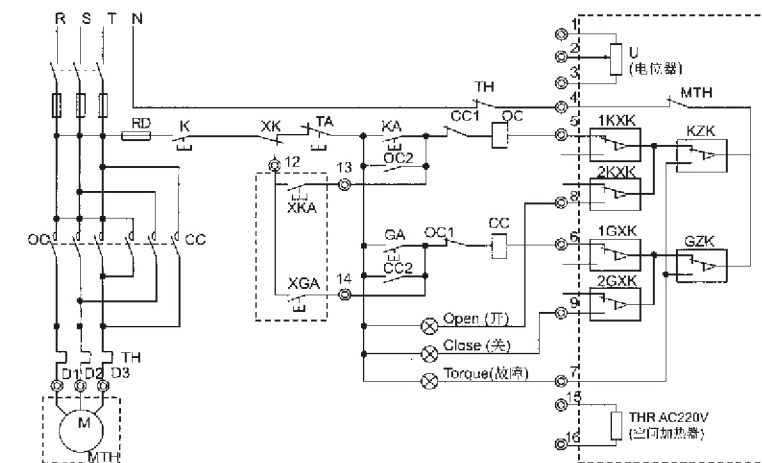 R S T N
1
2
3
U
(电位器)
TH
4
MTH
RD
K
XK
TA
KA
CC1
OC
5
1KXK
KZK
12
13
OC2
2KXK
XKA
8
OC
CC
GA
OC1
CC
6
1GXK
GZK
XGA
14
CC2
2GXK
9
Open (开)
Close (关)
Torque(故障)
7
TH
D1 D2 D3
M
MTH
15
THR AC220V
(空间加热器)
16